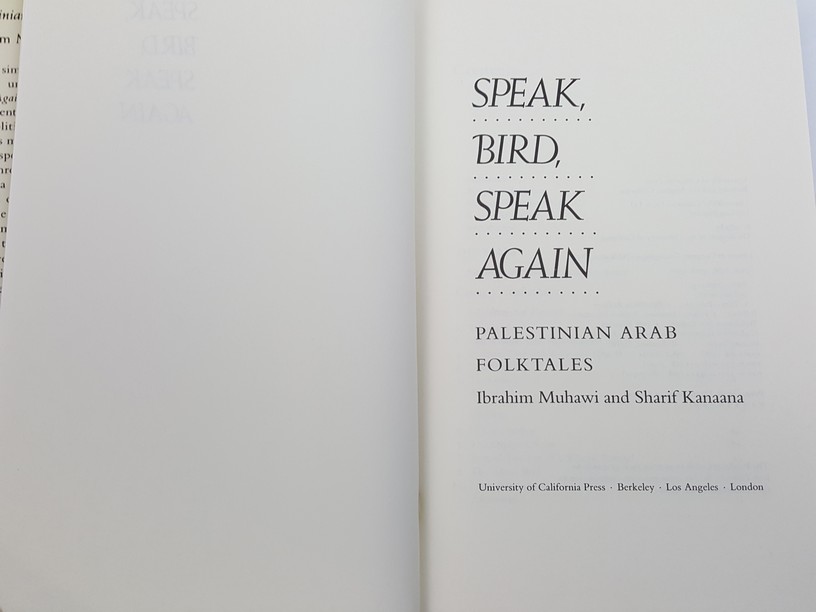 SPEAK,
BIRD,
SPEAK
AGAIN
PALESTINIAN ARAB
FOLKTALES
Ibrahim Muhawi and Sharif Kanaana
University of California Press · Berkeley · Los Angeles · London